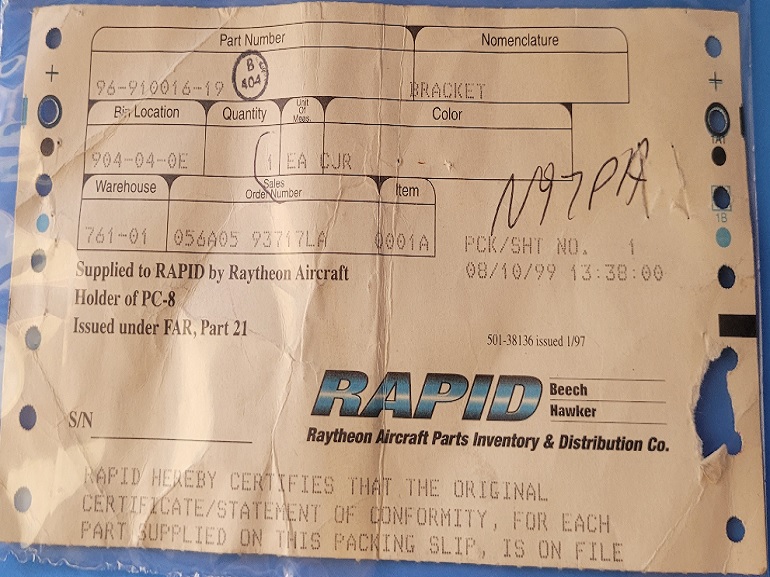 Part Number Nomenclature
96-910016-19 B 404 BRACKET
Bin Location Quantity Unit Of Meas. Color
904-04-0E 1 EA CJR
Warehouse Sales Order Number Item
N97PA
761-01 056A05 93717LA 0001A
PCK/SHT NO. 1
08/10/99 13:38:00
Supplied to RAPID by Raytheon Aircraft
Holder of PC-8
Issued under FAR, Part 21
501-38136 issued 1/97
RAPID Beech
Hawker
Raytheon Aircraft Parts Inventory & Distribution Co.
S/N
RAPID HEREBY CERTIFIES THAT THE ORIGINAL
CERTIFICATE/STATEMENT OF CONFORMITY, FOR EACH
PART SUPPLIED ON THIS PACKING SLIP, IS ON FILE